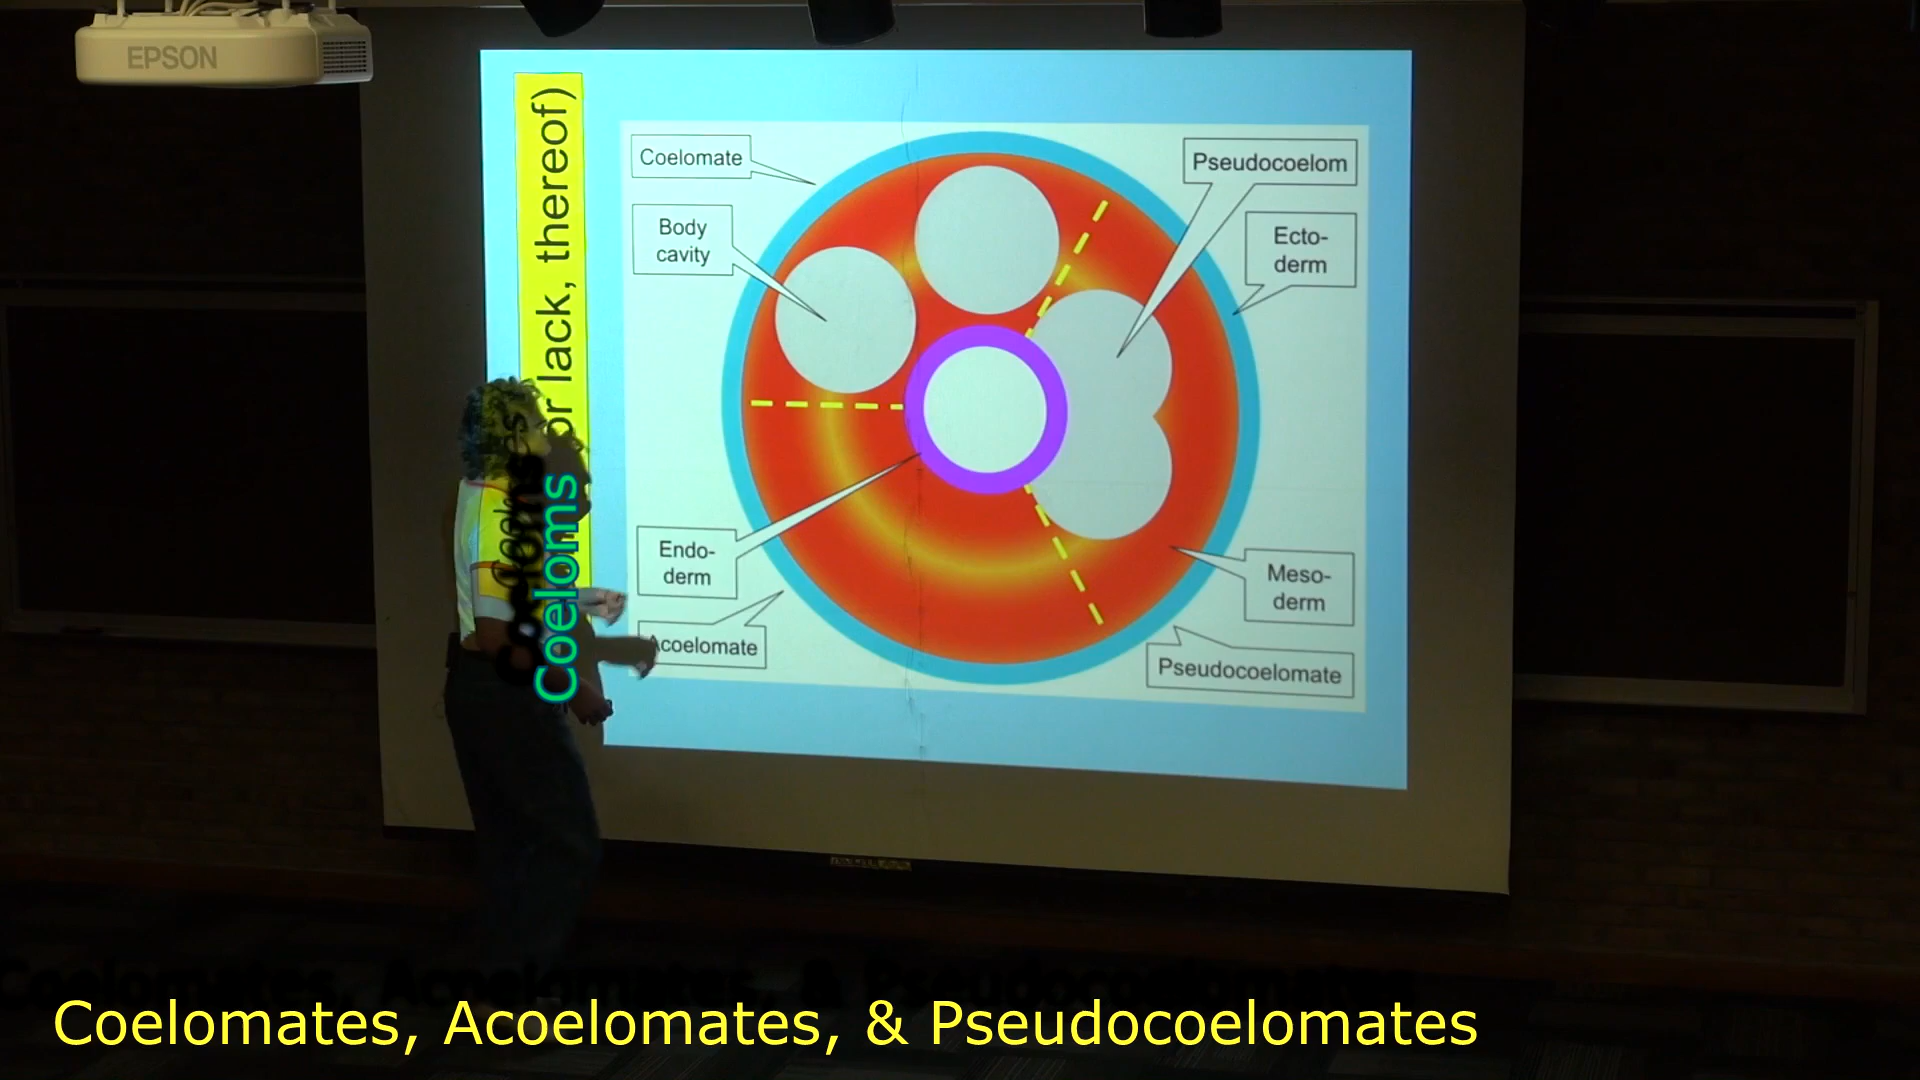 EPSON
Coeloms
or lack, thereof)
Coelomate
Body
cavity
Pseudocoelom
Ecto-
derm
Endo-
derm
Acoelomate
Meso-
derm
Pseudocoelomate
Coelomates, Acoelomates, & Pseudocoelomates